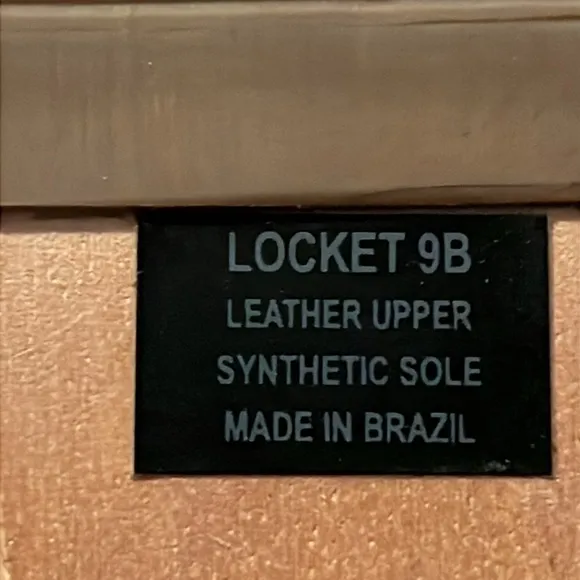 LOCKET 9B
LEATHER UPPER
SYNTHETIC SOLE
MADE IN BRAZIL